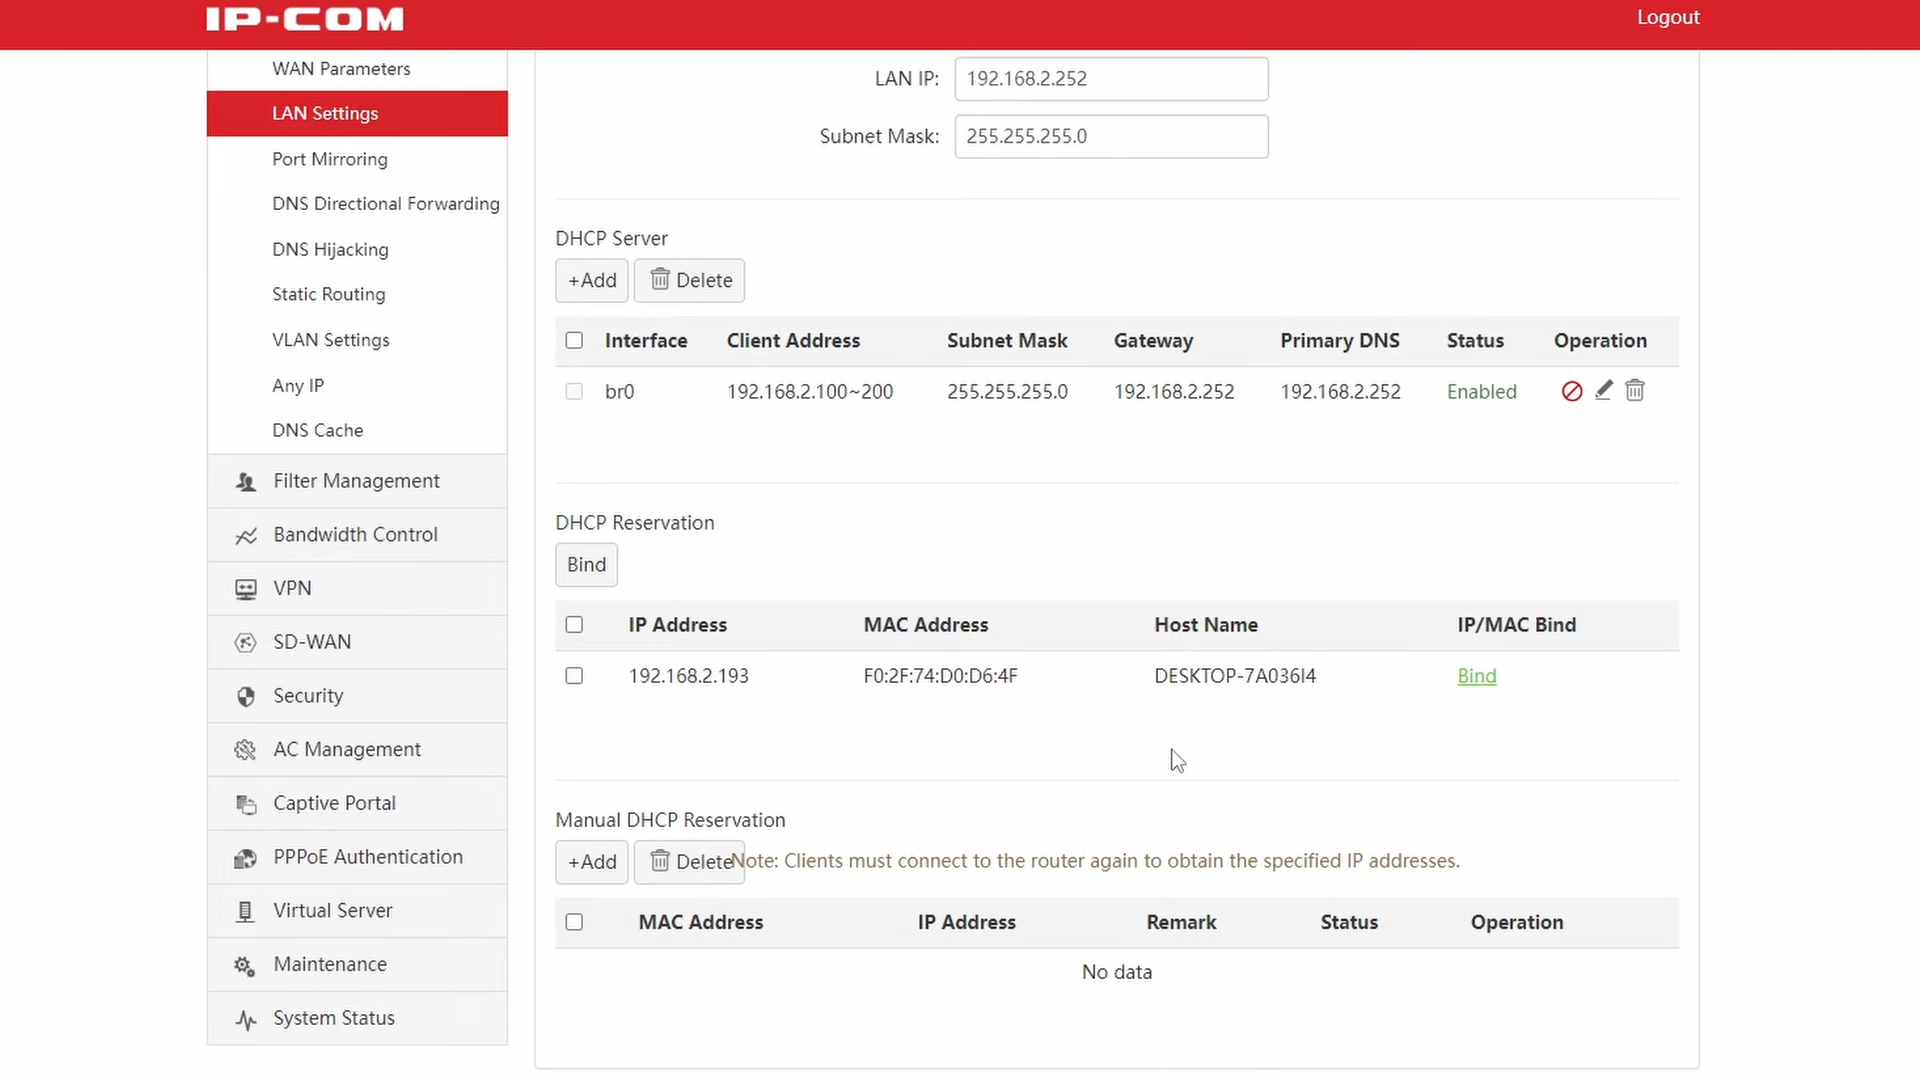 IP-COM
Logout
WAN Parameters
LAN Settings
Port Mirroring
DNS Directional Forwarding
DNS Hijacking
Static Routing
VLAN Settings
Any IP
DNS Cache
Filter Management
Bandwidth Control
VPN
SD-WAN
Security
AC Management
Captive Portal
PPPoE Authentication
Virtual Server
Maintenance
System Status
LAN IP: 192.168.2.252
Subnet Mask: 255.255.255.0
DHCP Server
+Add Delete
Interface Client Address Subnet Mask Gateway Primary DNS Status Operation
br0 192.168.2.100~200 255.255.255.0 192.168.2.252 192.168.2.252 Enabled
DHCP Reservation
Bind
IP Address MAC Address Host Name IP/MAC Bind
192.168.2.193 F0:2F:74:D0:D6:4F DESKTOP-7A036I4 Bind
Manual DHCP Reservation
+Add Delete Note: Clients must connect to the router again to obtain the specified IP addresses.
MAC Address IP Address Remark Status Operation
No data